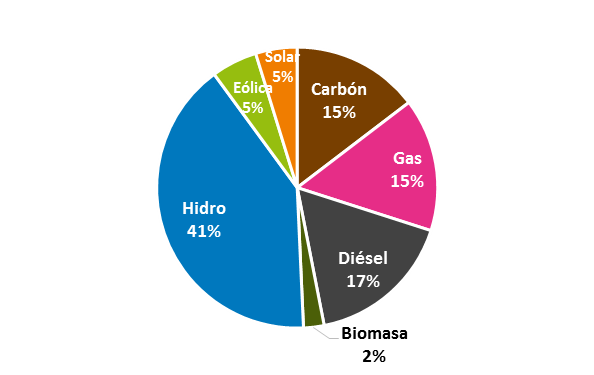 Solar
5%
Carbón
15%
Gas
15%
Diésel
17%
Biomasa
2%
Hidro
41%
Eólica
5%